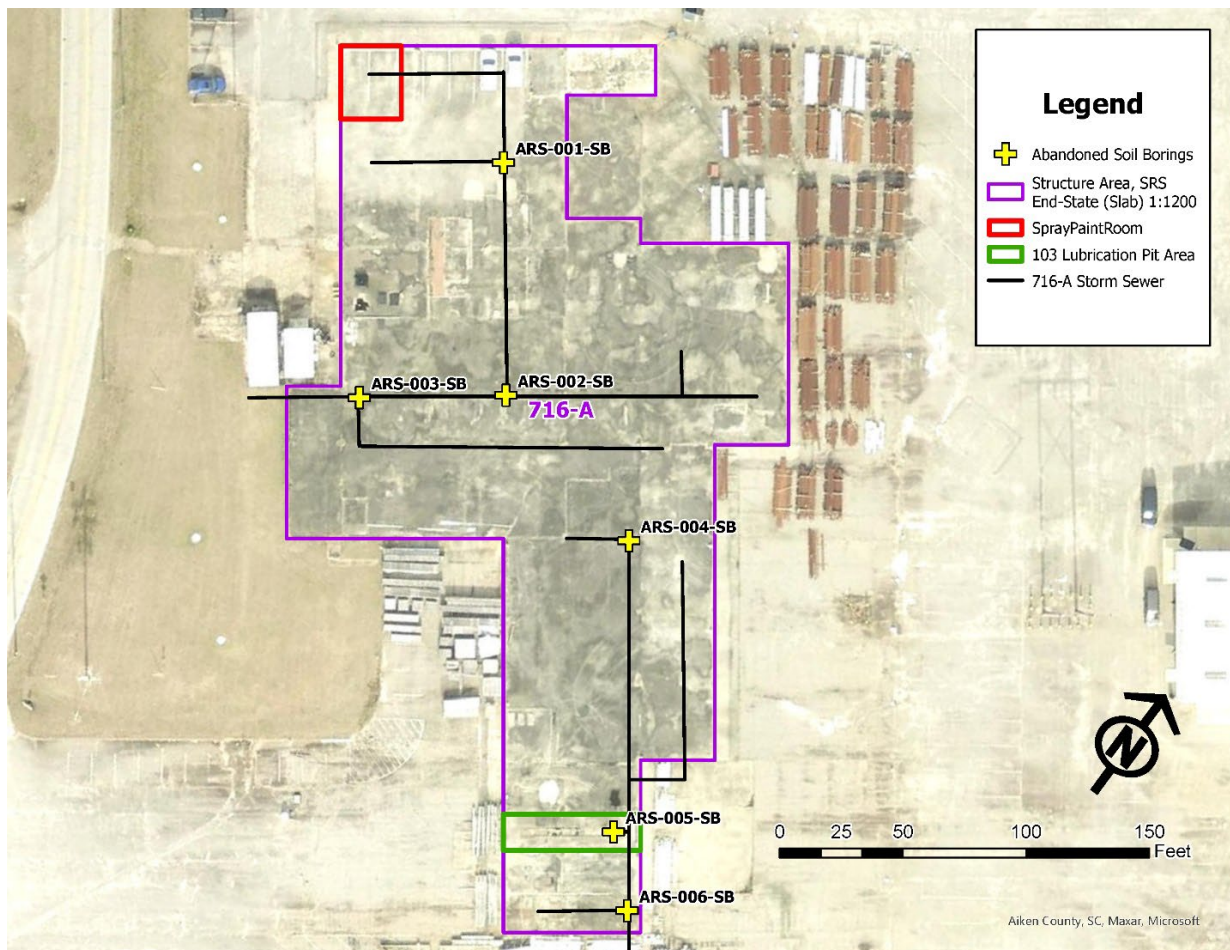 Legend
Abandoned Soil Borings
Structure Area, SRS
End-State (Slab) 1:1200
SprayPaintRoom
103 Lubrication Pit Area
716-A Storm Sewer
ARS-001-SB
ARS-003-SB
ARS-002-SB
716-A
ARS-004-SB
N
ARS-005-SB
0 25 50 100 150
Feet
ARS-006-SB
Aiken County, SC, Maxar, Microsoft